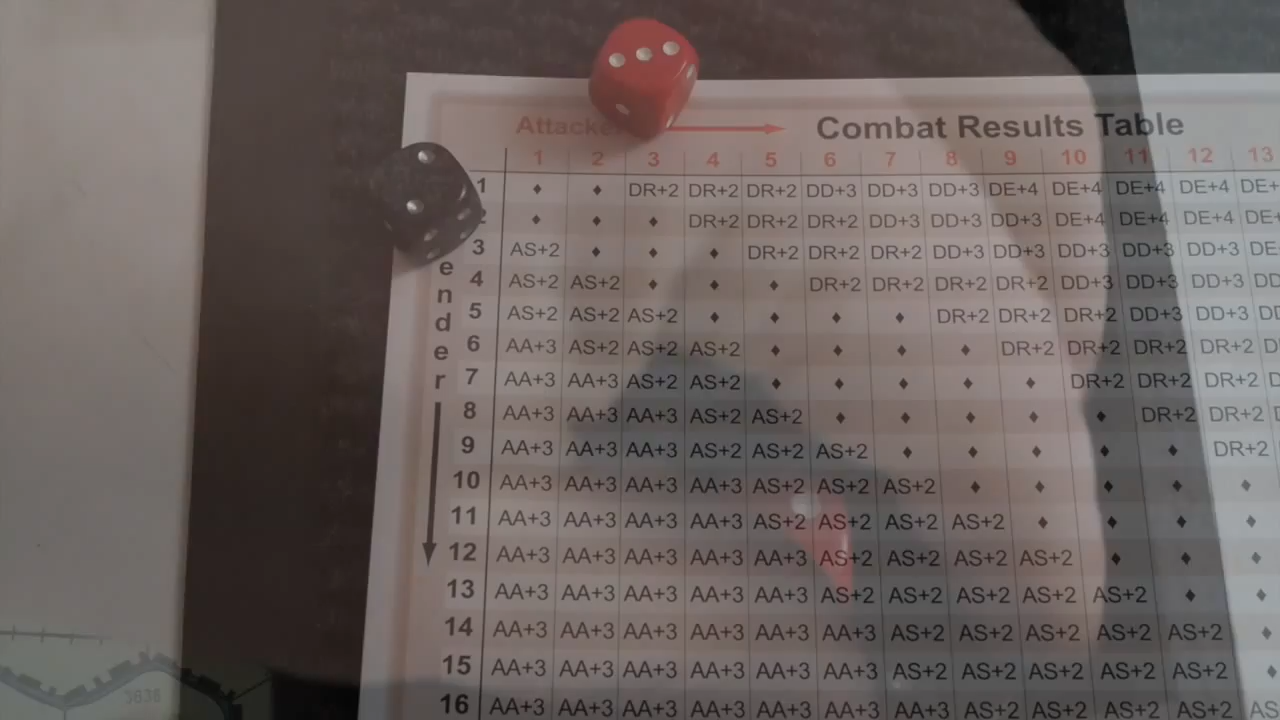 Attacke Combat Results Table
1 2 3 4 5 6 7 8 9 10 11 12 13
1 ♦ ♦ DR+2 DR+2 DR+2 DD+3 DD+3 DD+3 DE+4 DE+4 DE+4 DE+4 DE+
♦ ♦ ♦ DR+2 DR+2 DR+2 DD+3 DD+3 DD+3 DE+4 DE+4 DE+4 DE+
3 AS+2 ♦ ♦ ♦ DR+2 DR+2 DR+2 DD+3 DD+3 DD+3 DD+3 DD+3 DE
4 AS+2 AS+2 ♦ ♦ ♦ DR+2 DR+2 DR+2 DR+2 DD+3 DD+3 DD+3 DD
5 AS+2 AS+2 AS+2 ♦ ♦ ♦ ♦ DR+2 DR+2 DR+2 DD+3 DD+3 DD
6 AA+3 AS+2 AS+2 AS+2 ♦ ♦ ♦ ♦ DR+2 DR+2 DR+2 DR+2 D
7 AA+3 AA+3 AS+2 AS+2 ♦ ♦ ♦ ♦ ♦ DR+2 DR+2 DR+2 D
8 AA+3 AA+3 AA+3 AS+2 AS+2 ♦ ♦ ♦ ♦ ♦ DR+2 DR+2 D
9 AA+3 AA+3 AA+3 AS+2 AS+2 AS+2 ♦ ♦ ♦ ♦ ♦ DR+2
10 AA+3 AA+3 AA+3 AA+3 AS+2 AS+2 AS+2 ♦ ♦ ♦ ♦ ♦ ♦
11 AA+3 AA+3 AA+3 AA+3 AS+2 AS+2 AS+2 AS+2 ♦ ♦ ♦ ♦ ♦
12 AA+3 AA+3 AA+3 AA+3 AA+3 AS+2 AS+2 AS+2 AS+2 ♦ ♦ ♦
13 AA+3 AA+3 AA+3 AA+3 AA+3 AS+2 AS+2 AS+2 AS+2 AS+2 ♦ ♦
14 AA+3 AA+3 AA+3 AA+3 AA+3 AA+3 AS+2 AS+2 AS+2 AS+2 AS+2 ♦
15 AA+3 AA+3 AA+3 AA+3 AA+3 AA+3 AS+2 AS+2 AS+2 AS+2 AS+2 ♦
16 AA+3 AA+3 AA+3 AA+3 AA+3 AA+3 AA+3 AS+2 AS+2 AS+2 AS+2 AS+2 AS
ender